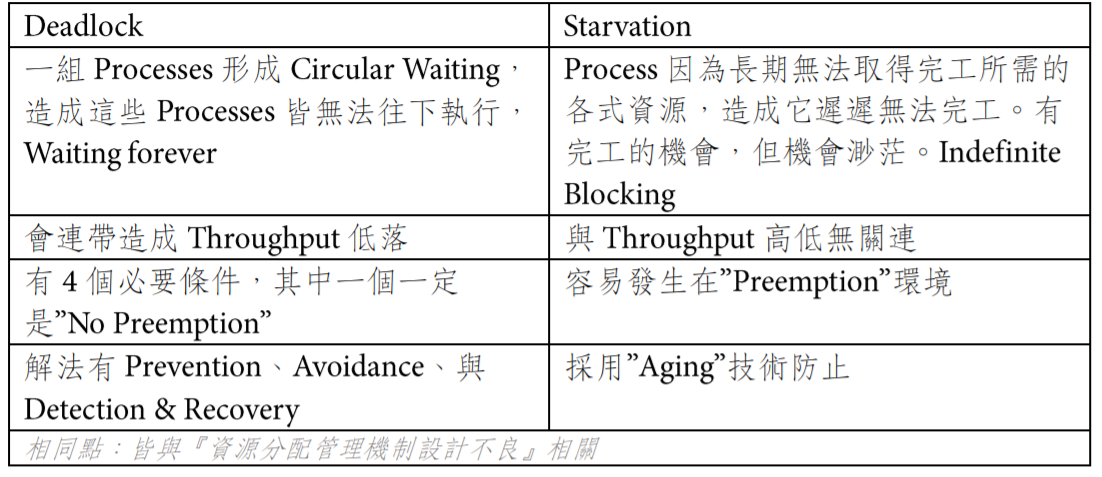 Deadlock
Starvation
一組 Processes 形成 Circular Waiting，
造成這些 Processes 皆無法往下執行，
Waiting forever
Process 因為長期無法取得完工所需的
各式資源，造成它遲遲無法完工。有
完工的機會，但機會渺茫。Indefinite
Blocking
會連帶造成 Throughput 低落
與 Throughput 高低無關連
有 4 個必要條件，其中一個一定
是”No Preemption”
容易發生在”Preemption”環境
解法有 Prevention、Avoidance、與
Detection & Recovery
採用”Aging”技術防止
相同點：皆與『資源分配管理機制設計不良』相關